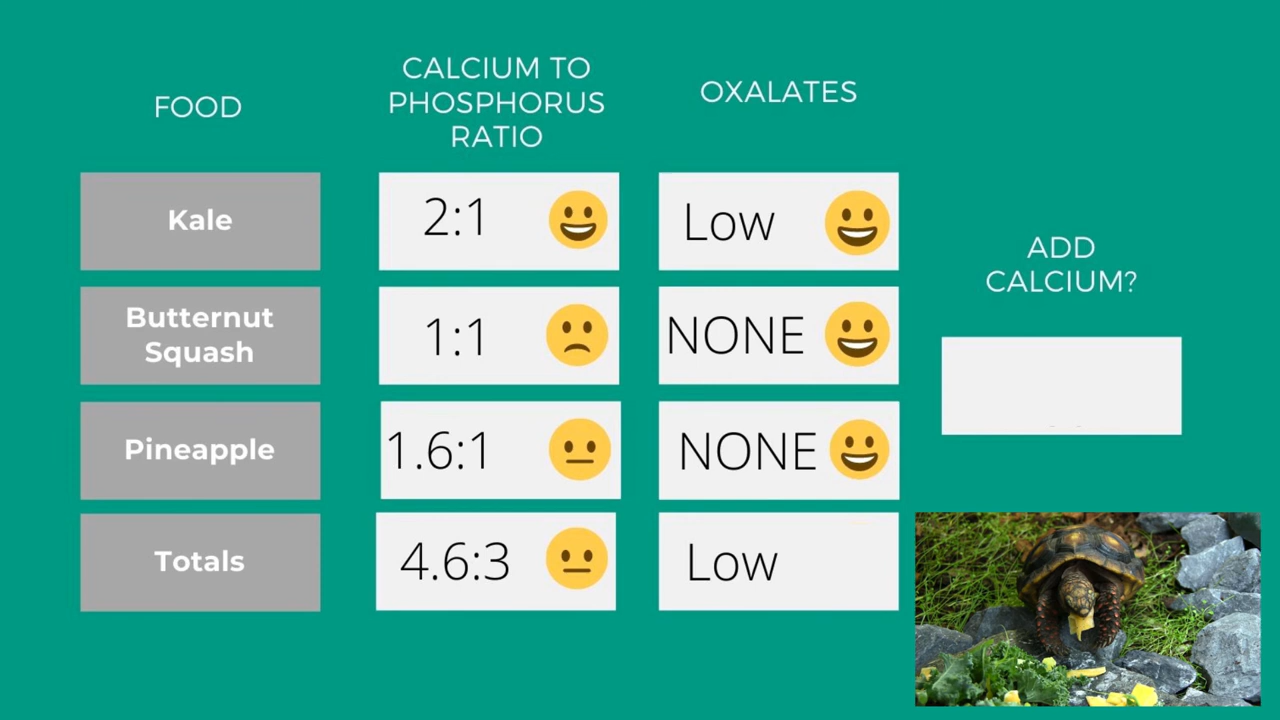 FOOD
CALCIUM TO
PHOSPHORUS
RATIO
OXALATES
Kale
2:1
Low
Butternut
Squash
1:1
NONE
Pineapple
1.6:1
NONE
Totals
4.6:3
Low
ADD
CALCIUM?